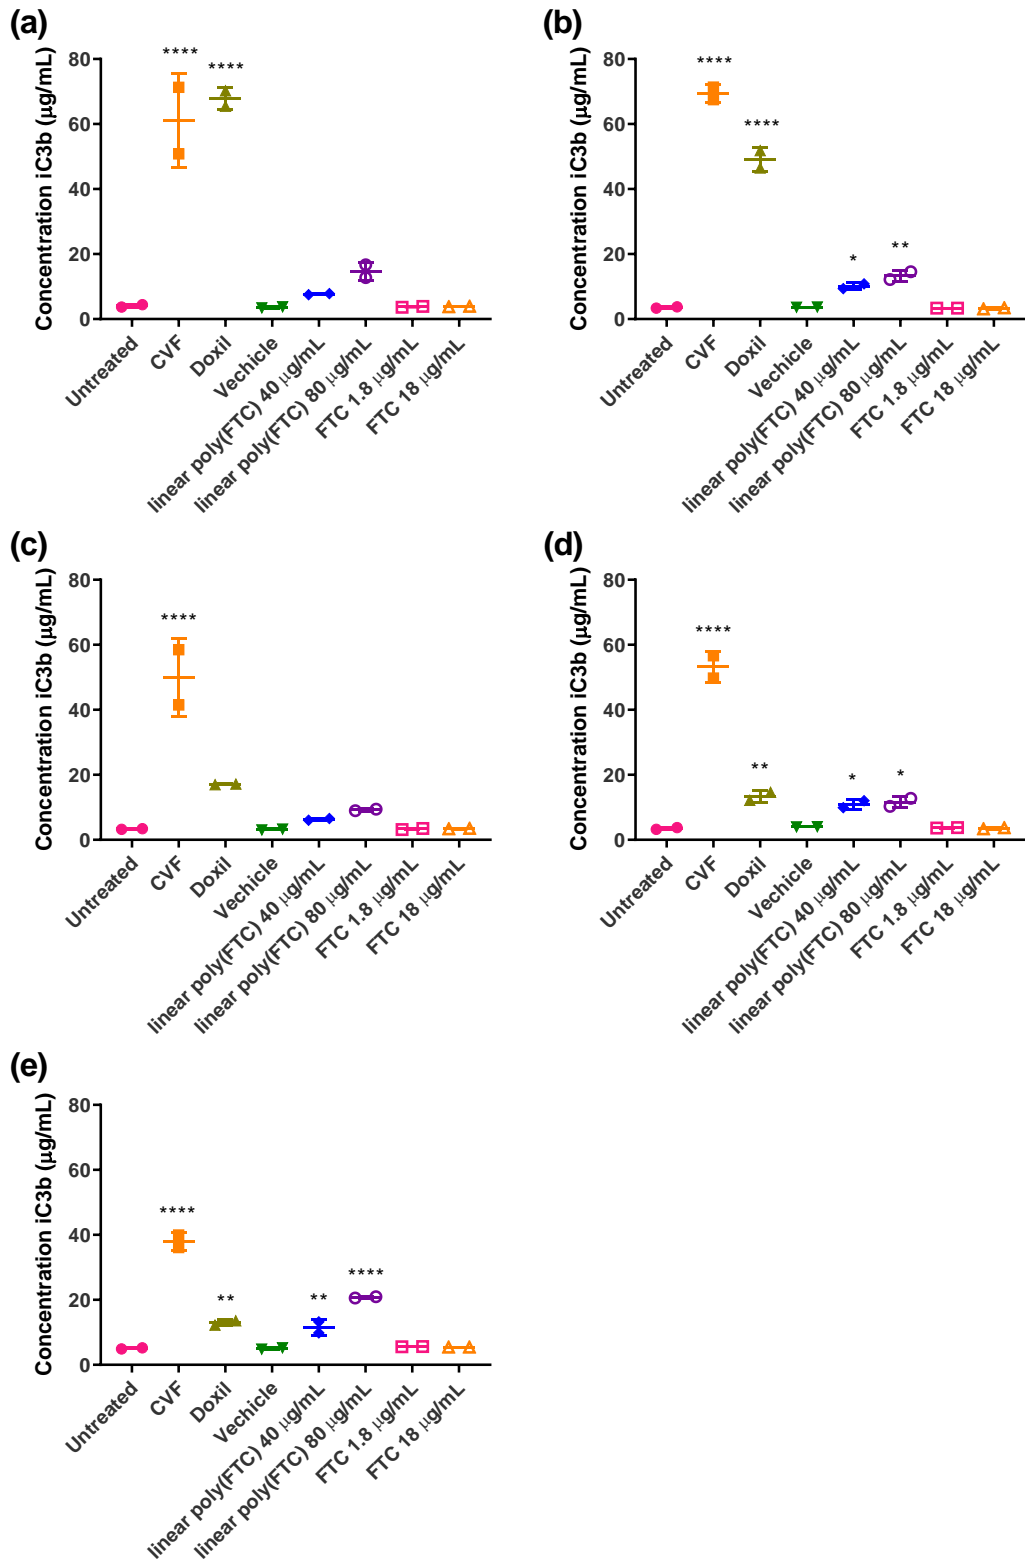 (a)
Concentration iC3b (μg/mL)
80
60
40
20
0
****
****
Untreated
CVF
Doxil
Vechicle
linear poly(FTC) 40 μg/mL
linear poly(FTC) 80 μg/mL
FTC 1.8 μg/mL
FTC 18 μg/mL
(b)
Concentration iC3b (μg/mL)
80
60
40
20
0
****
****
*
**
Untreated
CVF
Doxil
Vechicle
linear poly(FTC) 40 μg/mL
linear poly(FTC) 80 μg/mL
FTC 1.8 μg/mL
FTC 18 μg/mL
(c)
Concentration iC3b (μg/mL)
80
60
40
20
0
****
Untreated
CVF
Doxil
Vechicle
linear poly(FTC) 40 μg/mL
linear poly(FTC) 80 μg/mL
FTC 1.8 μg/mL
FTC 18 μg/mL
(d)
Concentration iC3b (μg/mL)
80
60
40
20
0
****
**
*
*
Untreated
CVF
Doxil
Vechicle
linear poly(FTC) 40 μg/mL
linear poly(FTC) 80 μg/mL
FTC 1.8 μg/mL
FTC 18 μg/mL
(e)
Concentration iC3b (μg/mL)
80
60
40
20
0
****
**
**
****
Untreated
CVF
Doxil
Vechicle
linear poly(FTC) 40 μg/mL
linear poly(FTC) 80 μg/mL
FTC 1.8 μg/mL
FTC 18 μg/mL